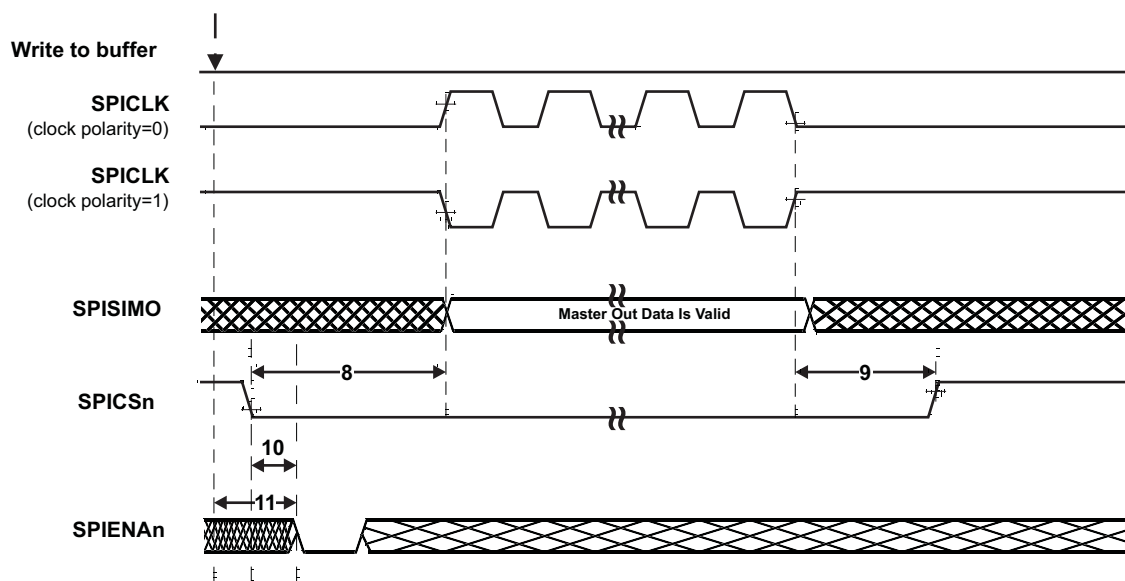 Write to buffer
SPICLK
(clock polarity=0)
SPICLK
(clock polarity=1)
SPISIMO
Master Out Data Is Valid
8
9
SPICSn
10
11
SPIENAn